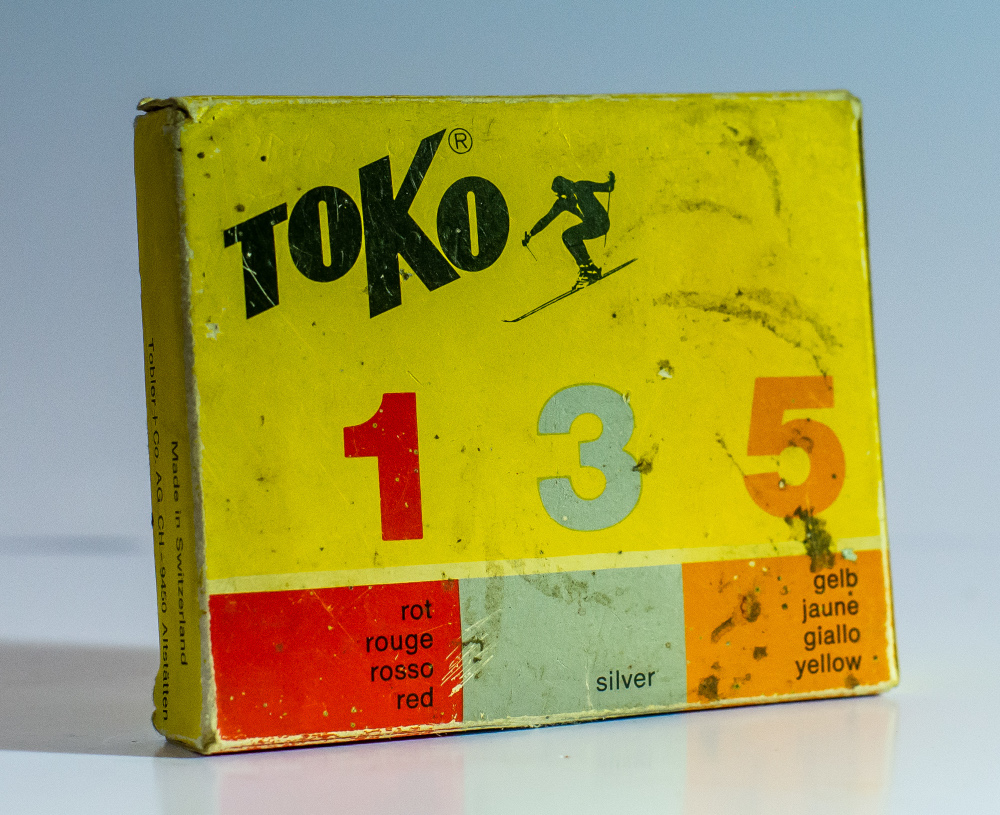 TOKO®
1 3 5
rot
rouge
rosso
red
silver
gelb
jaune
giallo
yellow
Tobler + Co. AG CH-9450 Altstätten
Made in Switzerland